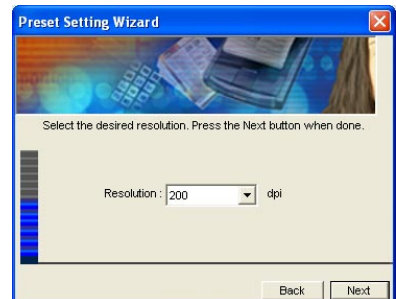 Preset Setting Wizard
Select the desired resolution. Press the Next button when done.
Resolution : 200 dpi
Back Next